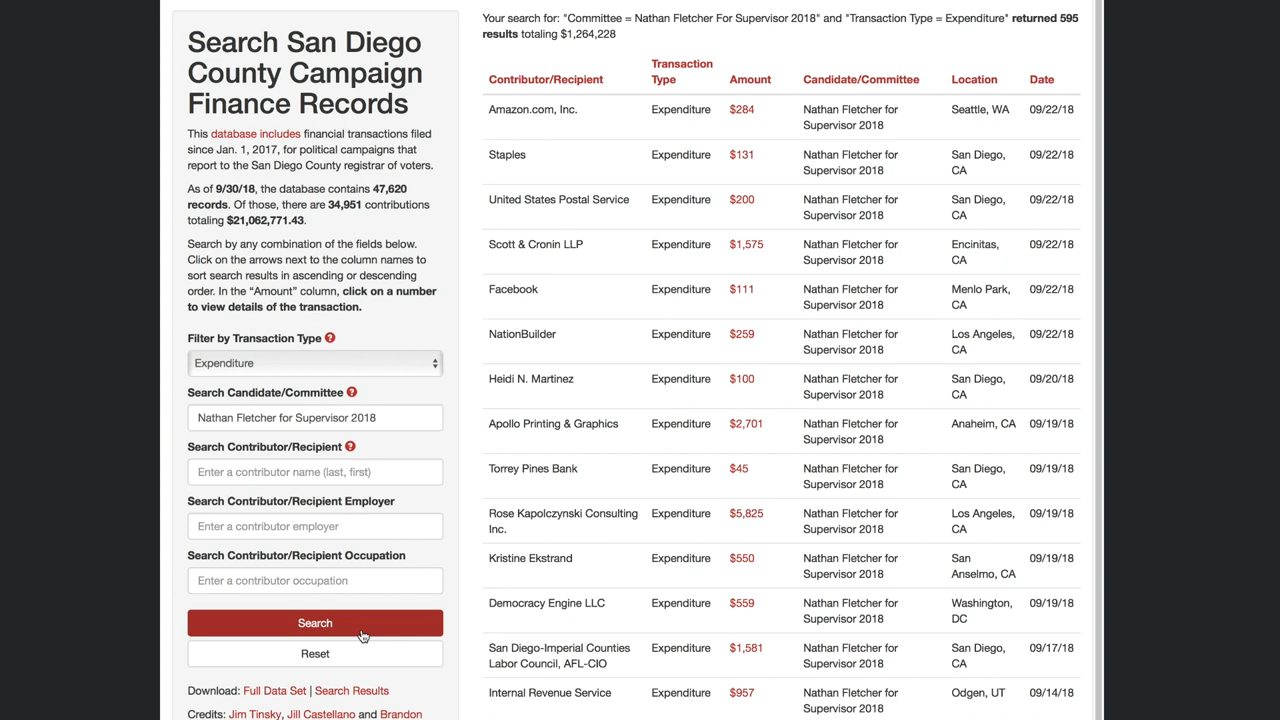 Search San Diego
County Campaign
Finance Records
This database includes financial transactions filed
since Jan. 1, 2017, for political campaigns that
report to the San Diego County registrar of voters.
As of 9/30/18, the database contains 47,620
records. Of those, there are 34,951 contributions
totaling $21,062,771.43.
Search by any combination of the fields below.
Click on the arrows next to the column names to
sort search results in ascending or descending
order. In the “Amount” column, click on a number
to view details of the transaction.
Filter by Transaction Type ?
Expenditure
Search Candidate/Committee ?
Nathan Fletcher for Supervisor 2018
Search Contributor/Recipient ?
Enter a contributor name (last, first)
Search Contributor/Recipient Employer
Enter a contributor employer
Search Contributor/Recipient Occupation
Enter a contributor occupation
Search
Reset
Download: Full Data Set | Search Results
Credits: Jim Tinsky, Jill Castellano and Brandon
Your search for: "Committee = Nathan Fletcher For Supervisor 2018" and "Transaction Type = Expenditure" returned 595
results totaling $1,264,228
Transaction
Contributor/Recipient Type Amount Candidate/Committee Location Date
Amazon.com, Inc. Expenditure $284 Nathan Fletcher for Seattle, WA 09/22/18
Supervisor 2018
Staples Expenditure $131 Nathan Fletcher for San Diego, 09/22/18
Supervisor 2018 CA
United States Postal Service Expenditure $200 Nathan Fletcher for San Diego, 09/22/18
Supervisor 2018 CA
Scott & Cronin LLP Expenditure $1,575 Nathan Fletcher for Encinitas, 09/22/18
Supervisor 2018 CA
Facebook Expenditure $111 Nathan Fletcher for Menlo Park, 09/22/18
Supervisor 2018 CA
NationBuilder Expenditure $259 Nathan Fletcher for Los Angeles, 09/22/18
Supervisor 2018 CA
Heidi N. Martinez Expenditure $100 Nathan Fletcher for San Diego, 09/20/18
Supervisor 2018 CA
Apollo Printing & Graphics Expenditure $2,701 Nathan Fletcher for Anaheim, CA 09/19/18
Supervisor 2018
Torrey Pines Bank Expenditure $45 Nathan Fletcher for San Diego, 09/19/18
Supervisor 2018 CA
Rose Kapolczynski Consulting Expenditure $5,825 Nathan Fletcher for Los Angeles, 09/19/18
Inc. Supervisor 2018 CA
Kristine Ekstrand Expenditure $550 Nathan Fletcher for San 09/19/18
Supervisor 2018 Anselmo, CA
Democracy Engine LLC Expenditure $559 Nathan Fletcher for Washington, 09/19/18
Supervisor 2018 DC
San Diego-Imperial Counties Expenditure $1,581 Nathan Fletcher for San Diego, 09/17/18
Labor Council, AFL-CIO Supervisor 2018 CA
Internal Revenue Service Expenditure $957 Nathan Fletcher for Odgen, UT 09/14/18
Supervisor 2018